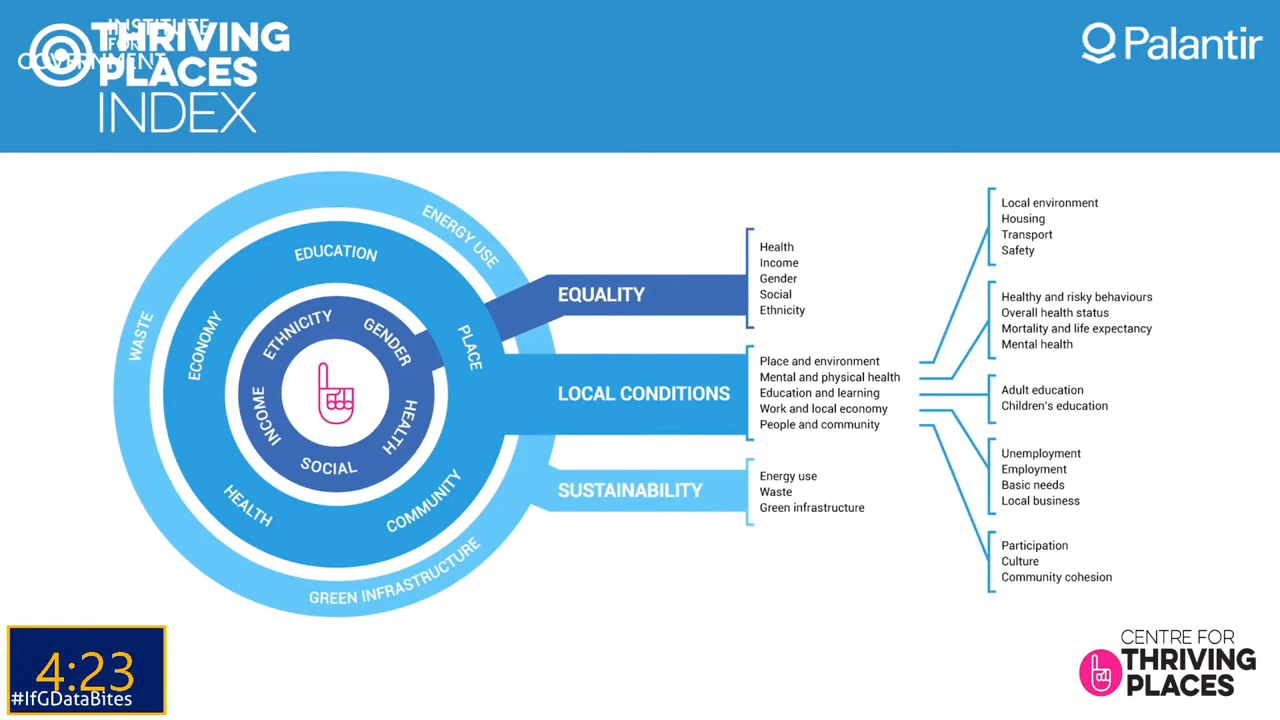 INSTITUTE
FOR
GOVERNMENT
THRIVING
PLACES
INDEX
Palantir
ENERGY USE
WASTE
GREEN INFRASTRUCTURE
EDUCATION
ECONOMY
PLACE
HEALTH
COMMUNITY
ETHNICITY
GENDER
INCOME
HEALTH
SOCIAL
EQUALITY
Health
Income
Gender
Social
Ethnicity
LOCAL CONDITIONS
Place and environment
Mental and physical health
Education and learning
Work and local economy
People and community
SUSTAINABILITY
Energy use
Waste
Green infrastructure
Local environment
Housing
Transport
Safety
Healthy and risky behaviours
Overall health status
Mortality and life expectancy
Mental health
Adult education
Children's education
Unemployment
Employment
Basic needs
Local business
Participation
Culture
Community cohesion
4:23
#IfGDataBites
CENTRE FOR
THRIVING
PLACES